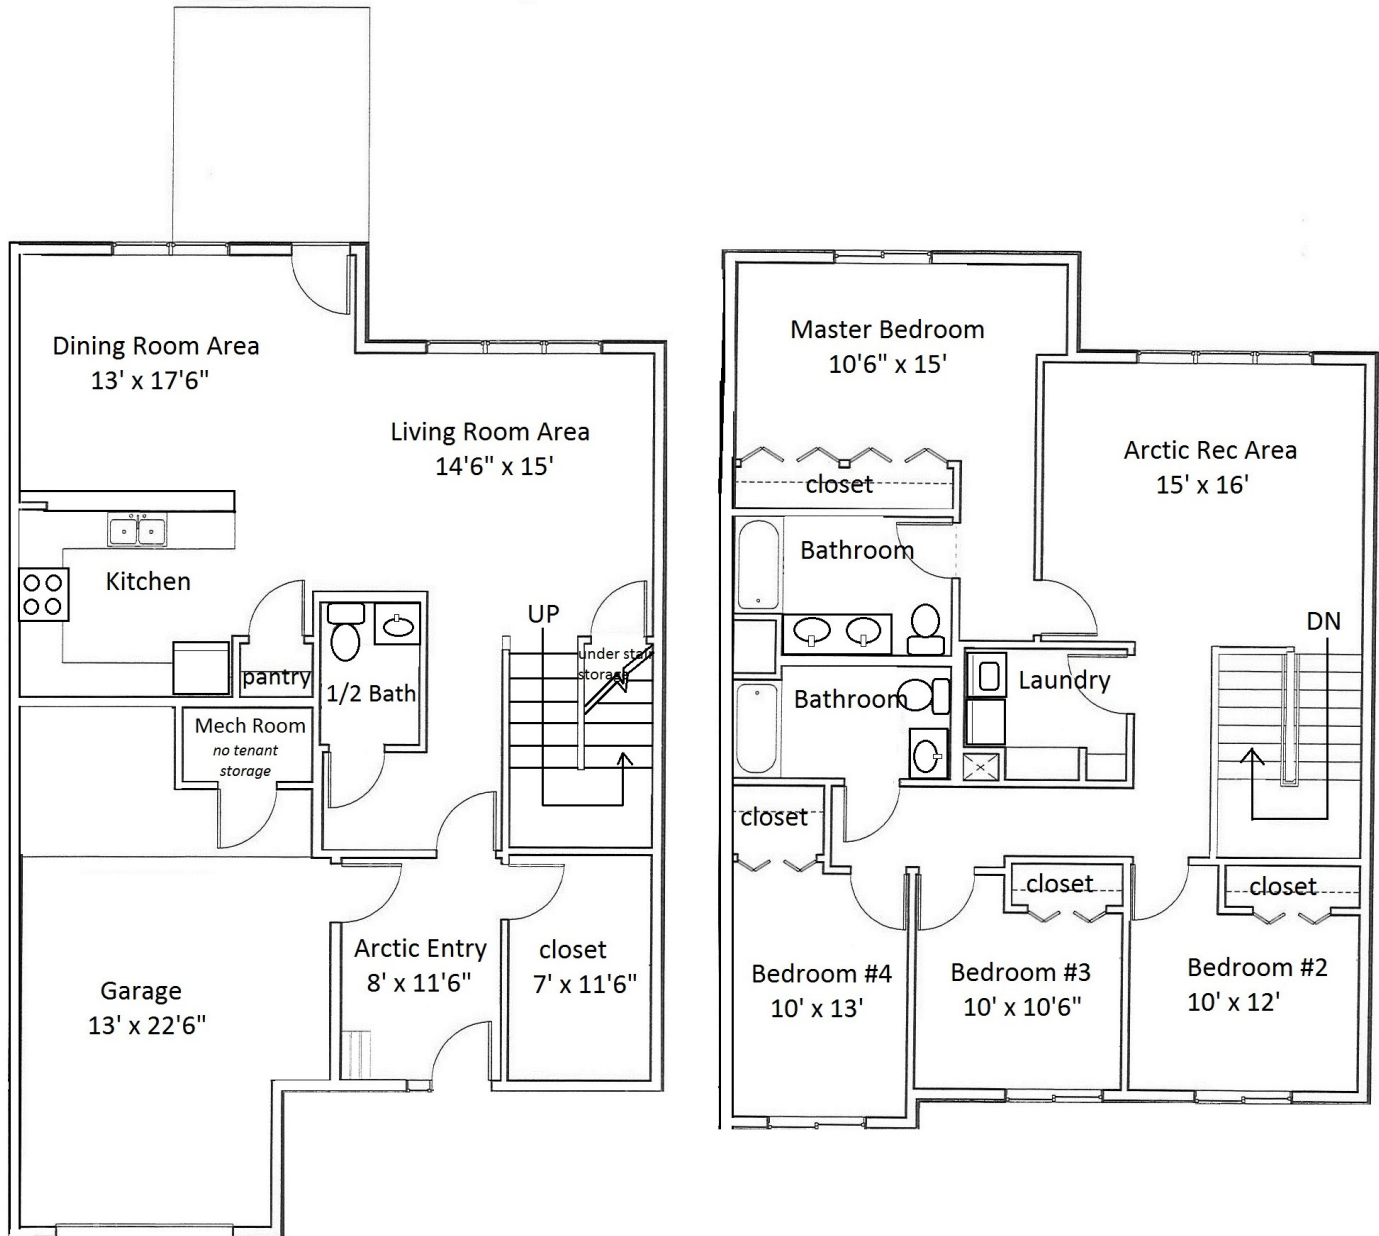 Dining Room Area
13' x 17'6"
Living Room Area
14'6" x 15'
Kitchen
UP
under stair
storage
pantry
1/2 Bath
Mech Room
no tenant
storage
Arctic Entry
8' x 11'6"
closet
7' x 11'6"
Garage
13' x 22'6"
Master Bedroom
10'6" x 15'
closet
Arctic Rec Area
15' x 16'
Bathroom
DN
Laundry
Bathroom
closet
closet
closet
Bedroom #4
10' x 13'
Bedroom #3
10' x 10'6"
Bedroom #2
10' x 12'